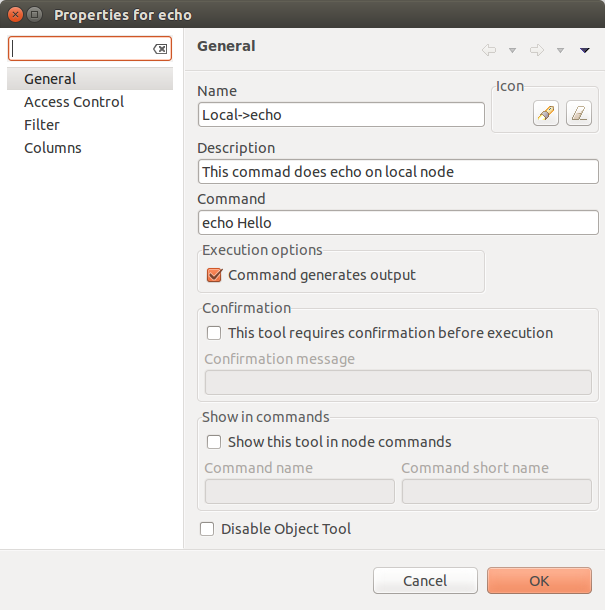 Properties for echo
General
Access Control
Filter
Columns
General
Name
Icon
Local->echo
Description
This commad does echo on local node
Command
echo Hello
Execution options
Command generates output
Confirmation
This tool requires confirmation before execution
Confirmation message
Show in commands
Show this tool in node commands
Command name Command short name
Disable Object Tool
Cancel OK